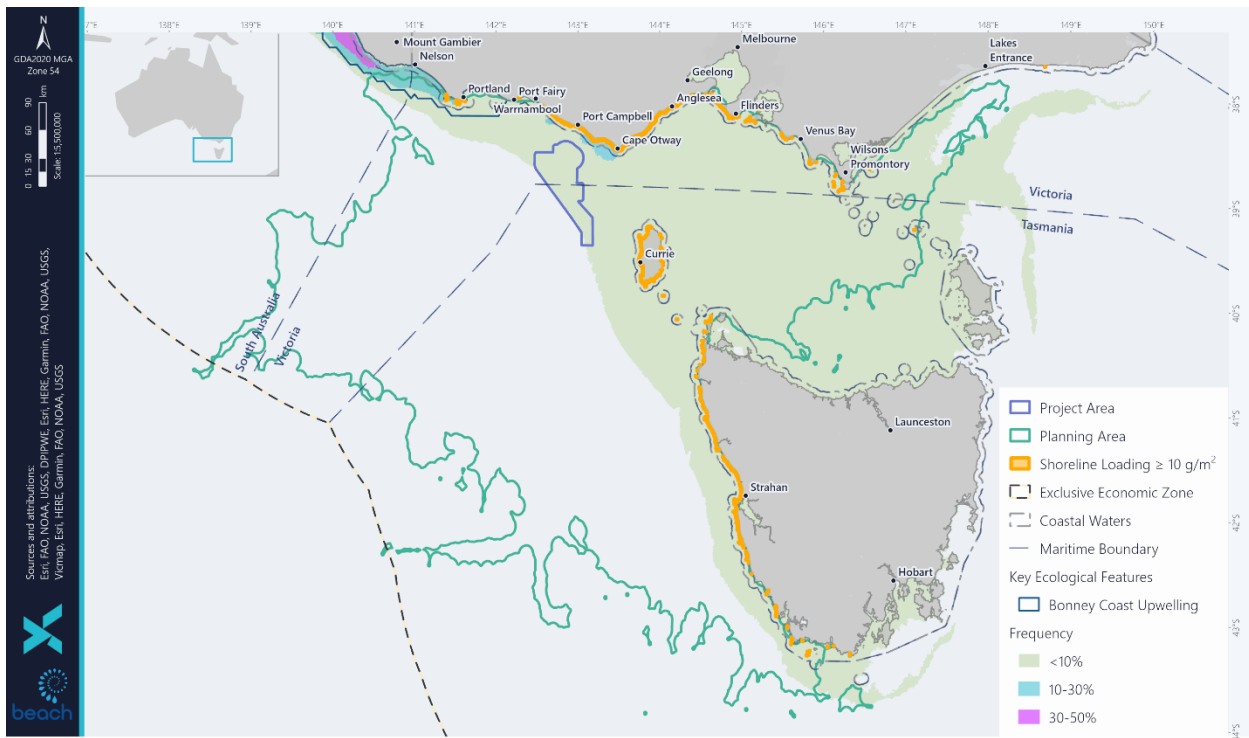 N
GDA2020 MGA
Zone 54
0 15 30 60 90
km
Scale: 1:5,500,000
Sources and attributions:
Esri, FAO, NOAA, USGS, DPIPWE, Esri, HERE, Garmin, FAO, NOAA, USGS,
Vicmap, Esri, HERE, Garmin, FAO, NOAA, USGS
beach
7°E 138°E 139°E 140°E 141°E 142°E 143°E 144°E 145°E 146°E 147°E 148°E 149°E 150°E
38°S
39°S
40°S
41°S
42°S
43°S
44°S
Mount Gambier
Nelson
Portland
Port Fairy
Warrnambool
Port Campbell
Cape Otway
Anglesea
Geelong
Melbourne
Flinders
Venus Bay
Wilsons
Promontory
Lakes
Entrance
Victoria
Tasmania
South Australia
Victoria
Currie
Launceston
Strahan
Hobart
Project Area
Planning Area
Shoreline Loading ≥ 10 g/m²
Exclusive Economic Zone
Coastal Waters
Maritime Boundary
Key Ecological Features
Bonney Coast Upwelling
Frequency
<10%
10-30%
30-50%